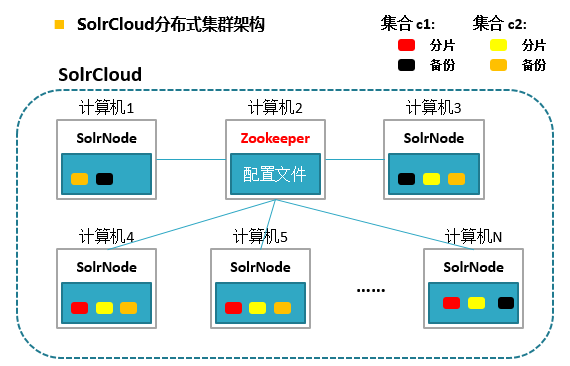 SolrCloud分布式集群架构
集合 c1:
集合 c2:
分片
分片
备份
备份
SolrCloud
计算机1
计算机2
计算机3
SolrNode
Zookeeper
SolrNode
配置文件
计算机4
计算机5
计算机N
SolrNode
SolrNode
SolrNode
……